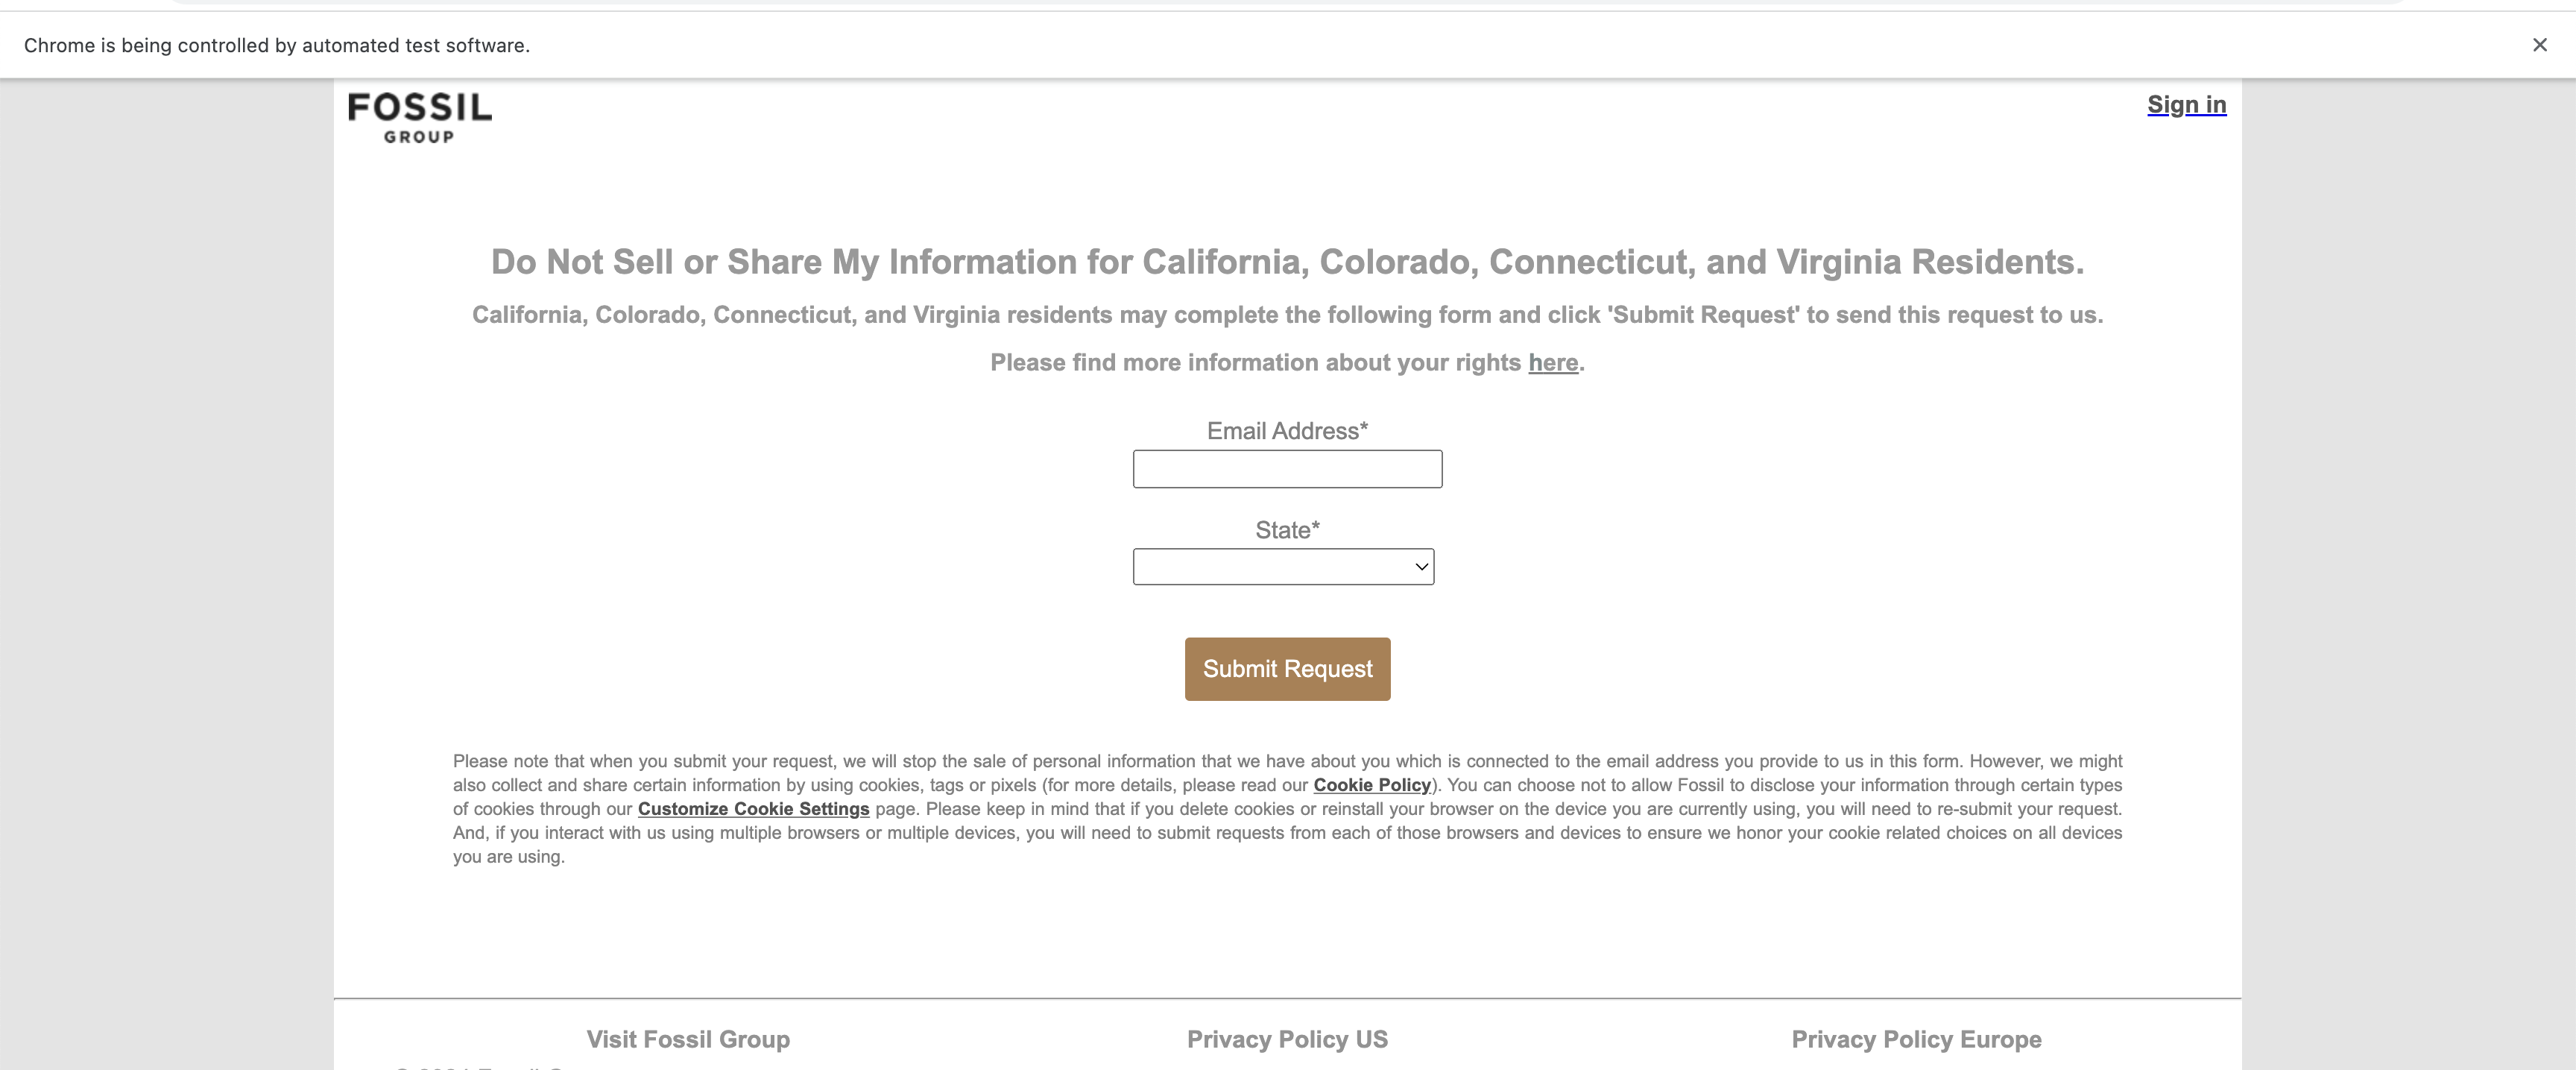 Chrome is being controlled by automated test software.
FOSSIL
GROUP
Sign in
Do Not Sell or Share My Information for California, Colorado, Connecticut, and Virginia Residents.
California, Colorado, Connecticut, and Virginia residents may complete the following form and click 'Submit Request' to send this request to us.
Please find more information about your rights here.
Email Address*
State*
Submit Request
Please note that when you submit your request, we will stop the sale of personal information that we have about you which is connected to the email address you provide to us in this form. However, we might
also collect and share certain information by using cookies, tags or pixels (for more details, please read our Cookie Policy). You can choose not to allow Fossil to disclose your information through certain types
of cookies through our Customize Cookie Settings page. Please keep in mind that if you delete cookies or reinstall your browser on the device you are currently using, you will need to re-submit your request.
And, if you interact with us using multiple browsers or multiple devices, you will need to submit requests from each of those browsers and devices to ensure we honor your cookie related choices on all devices
you are using.
Visit Fossil Group
Privacy Policy US
Privacy Policy Europe